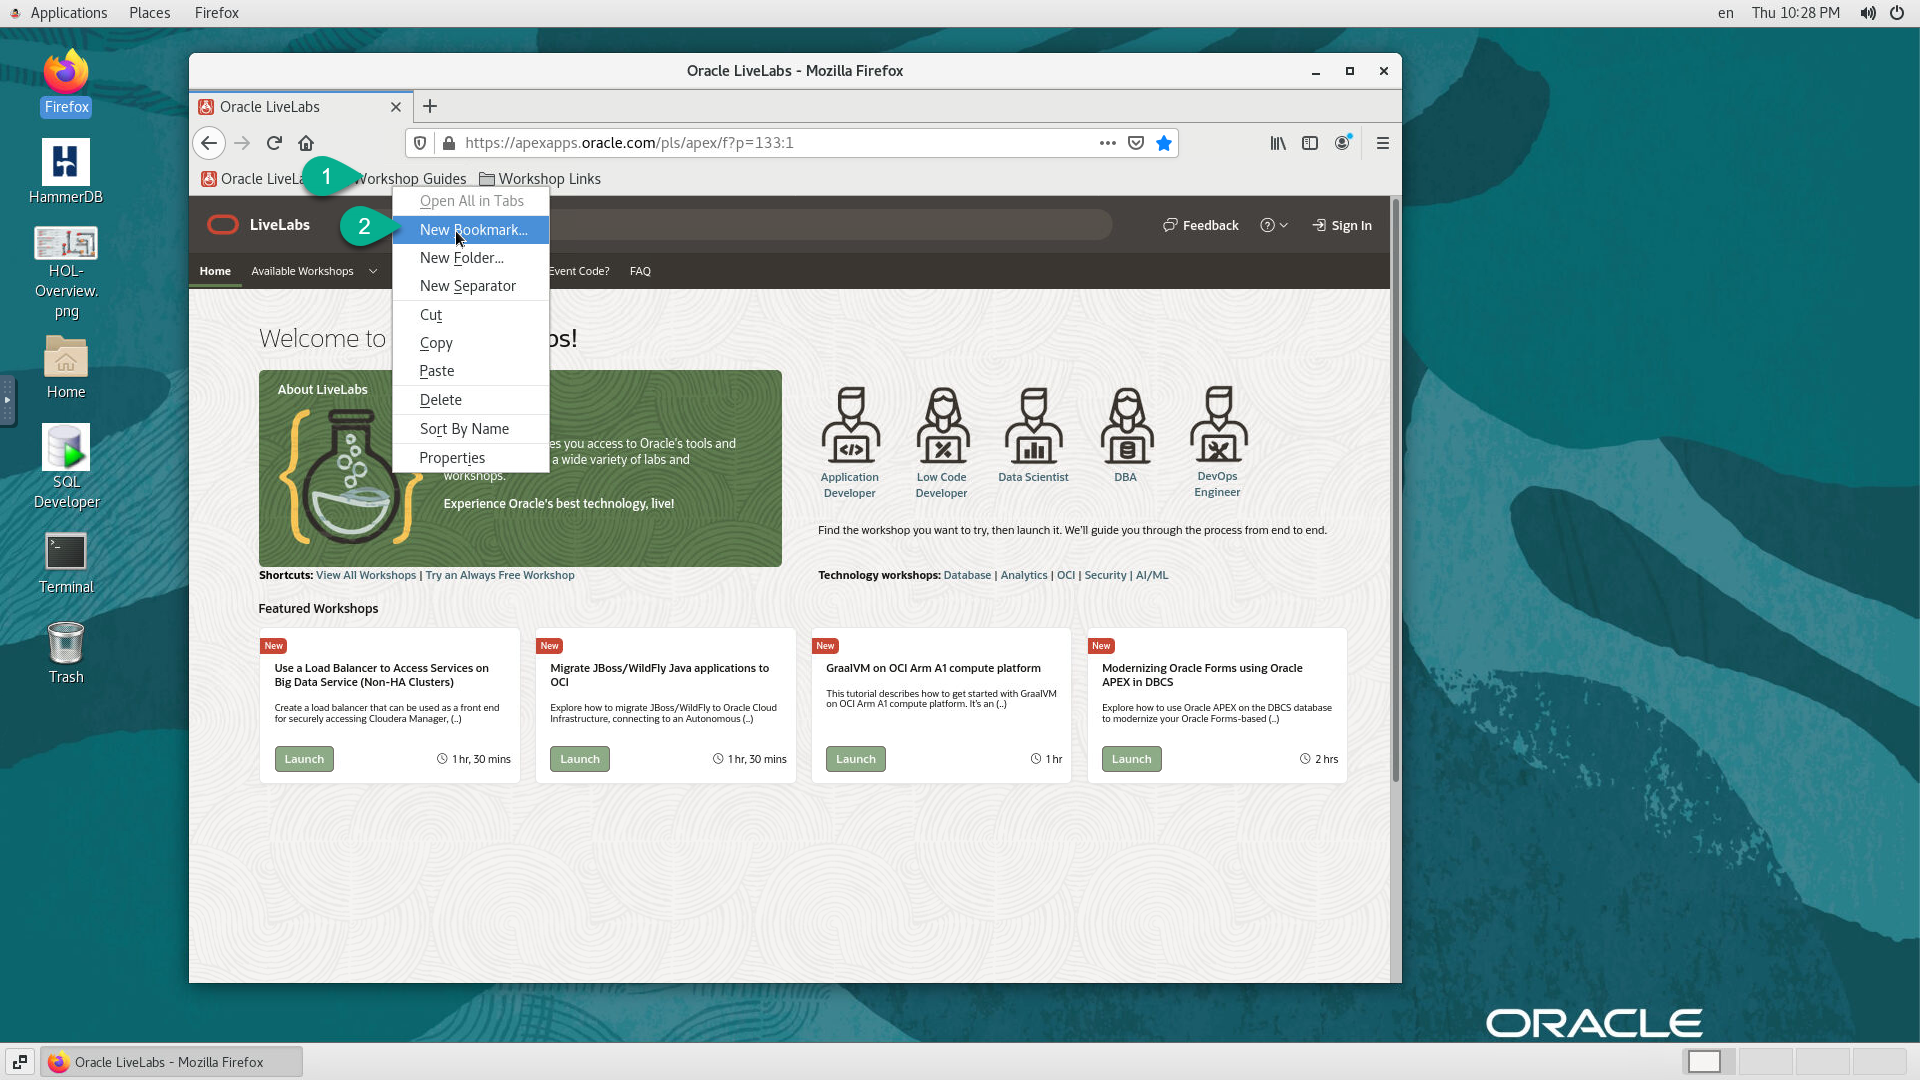 Applications Places Firefox en Thu 10:28 PM
Firefox
HammerDB
HOL-
Overview.
png
Home
SQL
Developer
Terminal
Trash
Oracle LiveLabs - Mozilla Firefox
Oracle LiveLabs
https://apexapps.oracle.com/pls/apex/f?p=133:1
Oracle LiveLa 1 Workshop Guides Workshop Links
Open All in Tabs
New Bookmark...
New Folder...
New Separator
Cut
Copy
Paste
Delete
Sort By Name
Properties
LiveLabs 2 Feedback ? Sign In
Home Available Workshops Event Code? FAQ
Welcome to bs!
About LiveLabs
es you access to Oracle's tools and
a wide variety of labs and
workshops.
Experience Oracle's best technology, live!
Application
Developer
Low Code
Developer
Data Scientist
DBA
DevOps
Engineer
Find the workshop you want to try, then launch it. We'll guide you through the process from end to end.
Shortcuts: View All Workshops | Try an Always Free Workshop
Technology workshops: Database | Analytics | OCI | Security | AI/ML
Featured Workshops
New
Use a Load Balancer to Access Services on
Big Data Service (Non-HA Clusters)
Create a load balancer that can be used as a front end
for securely accessing Cloudera Manager, (..)
Launch 1 hr, 30 mins
New
Migrate JBoss/WildFly Java applications to
OCI
Explore how to migrate JBoss/WildFly to Oracle Cloud
Infrastructure, connecting to an Autonomous (..)
Launch 1 hr, 30 mins
New
GraalVM on OCI Arm A1 compute platform
This tutorial describes how to get started with GraalVM
on OCI Arm A1 compute platform. It's an (..)
Launch 1 hr
New
Modernizing Oracle Forms using Oracle
APEX in DBCS
Explore how to use Oracle APEX on the DBCS database
to modernize your Oracle Forms-based (..)
Launch 2 hrs
ORACLE
Oracle LiveLabs - Mozilla Firefox